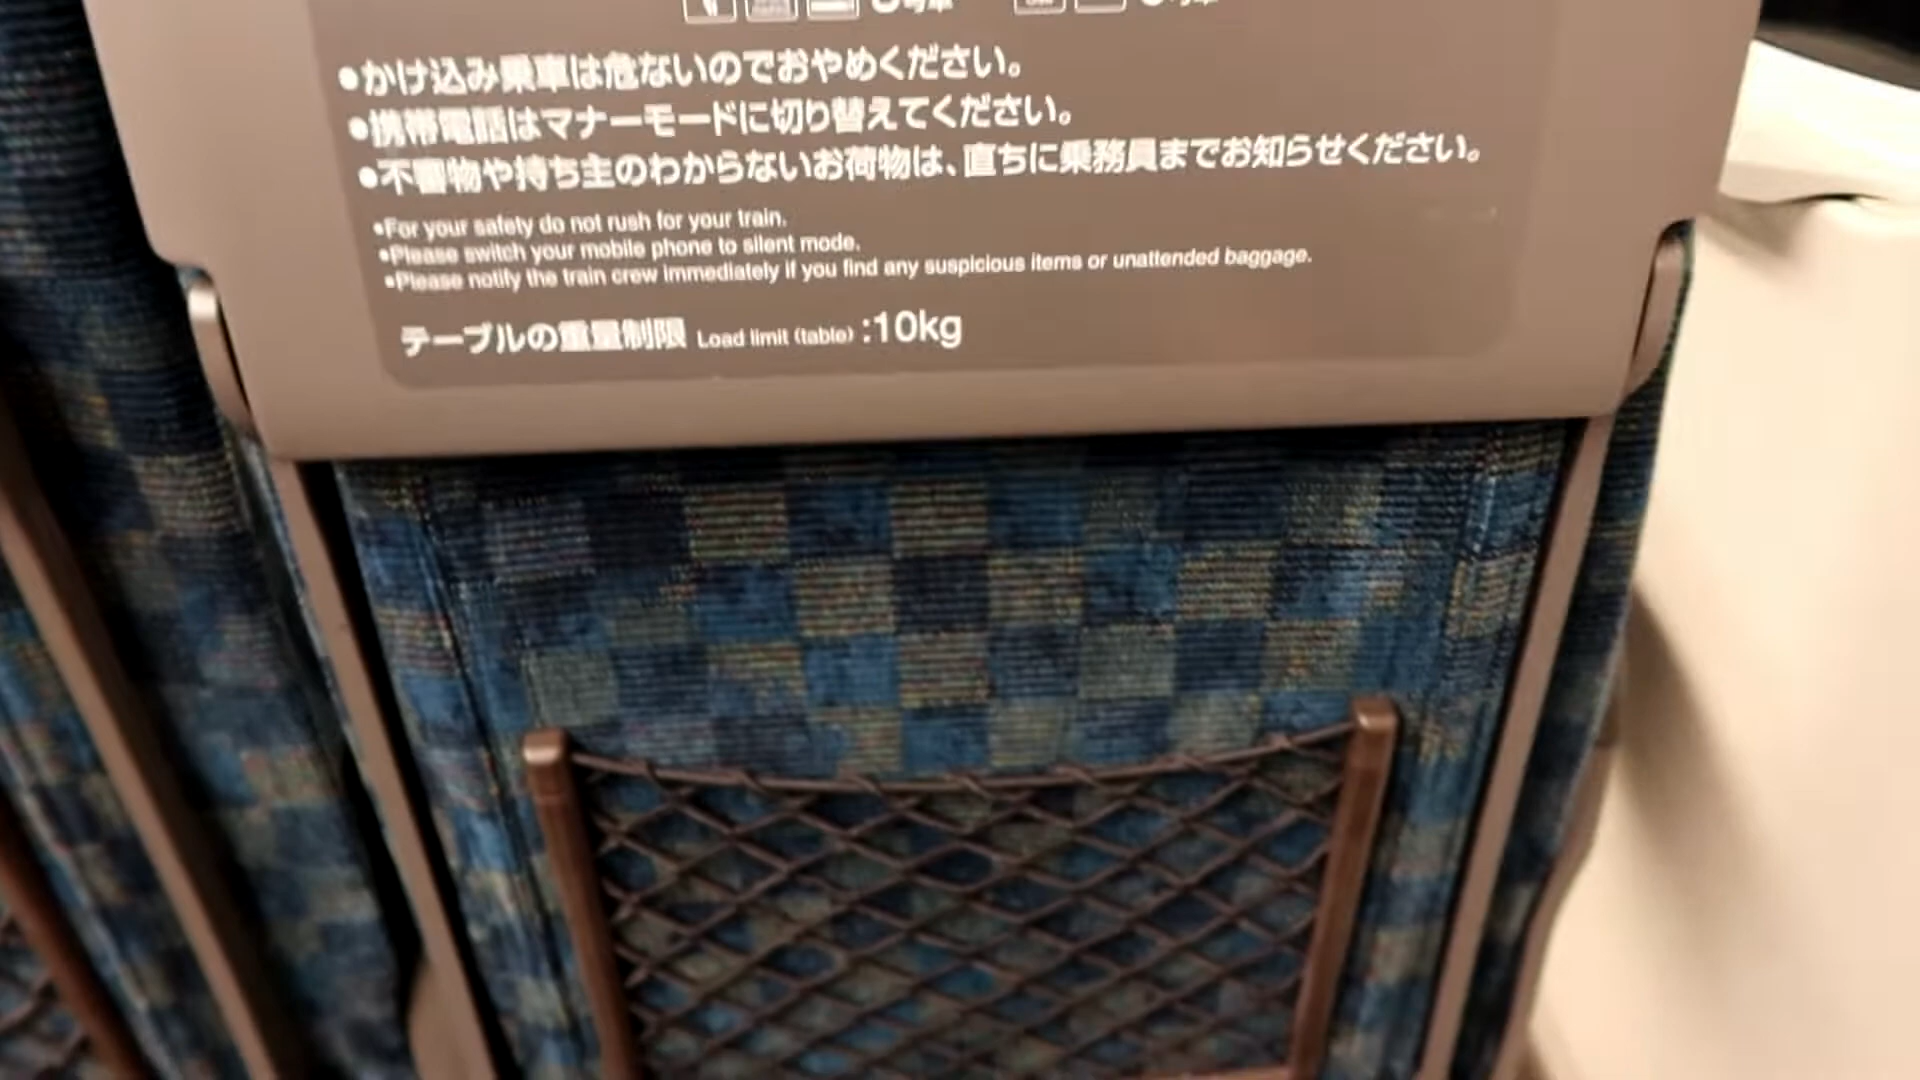 •かけ込み乗車は危ないのでおやめください。
•携帯電話はマナーモードに切り替えてください。
•不審物や持ち主のわからないお荷物は、直ちに乗務員までお知らせください。
•For your safety do not rush for your train.
•Please switch your mobile phone to silent mode.
•Please notify the train crew immediately if you find any suspicious items or unattended baggage.
テーブルの重量制限 Load limit (table) :10kg